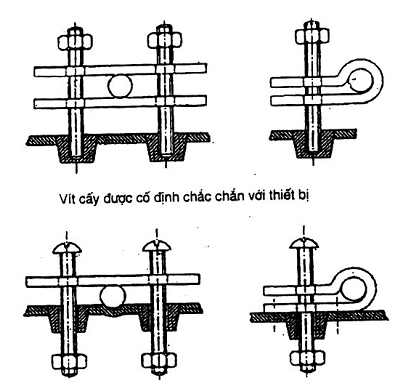 Vít cấy được cố định chắc chắn với thiết bị